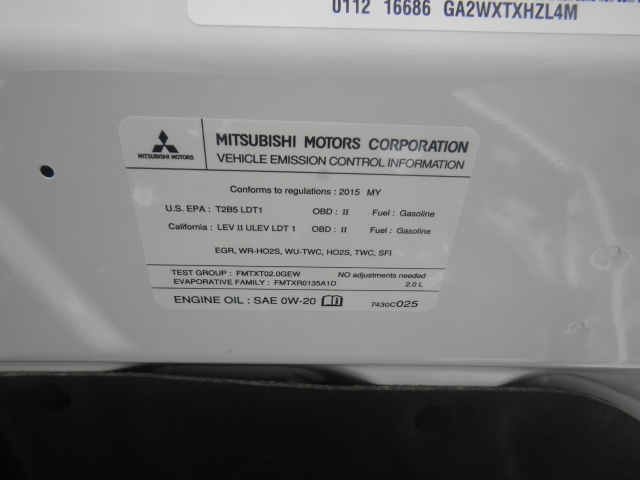 0112 16686 GA2WXTXHZL4M
MITSUBISHI MOTORS
MITSUBISHI MOTORS CORPORATION
VEHICLE EMISSION CONTROL INFORMATION
Conforms to regulations : 2015 MY
U.S. EPA : T2B5 LDT1 OBD : II Fuel : Gasoline
California : LEV II ULEV LDT 1 OBD : II Fuel : Gasoline
EGR, WR-HO2S, WU-TWC, HO2S, TWC, SFI
TEST GROUP : FMTXT02.0GEW NO adjustments needed
EVAPORATIVE FAMILY : FMTXR0135A1D 2.0 L
ENGINE OIL : SAE 0W-20 7430C025